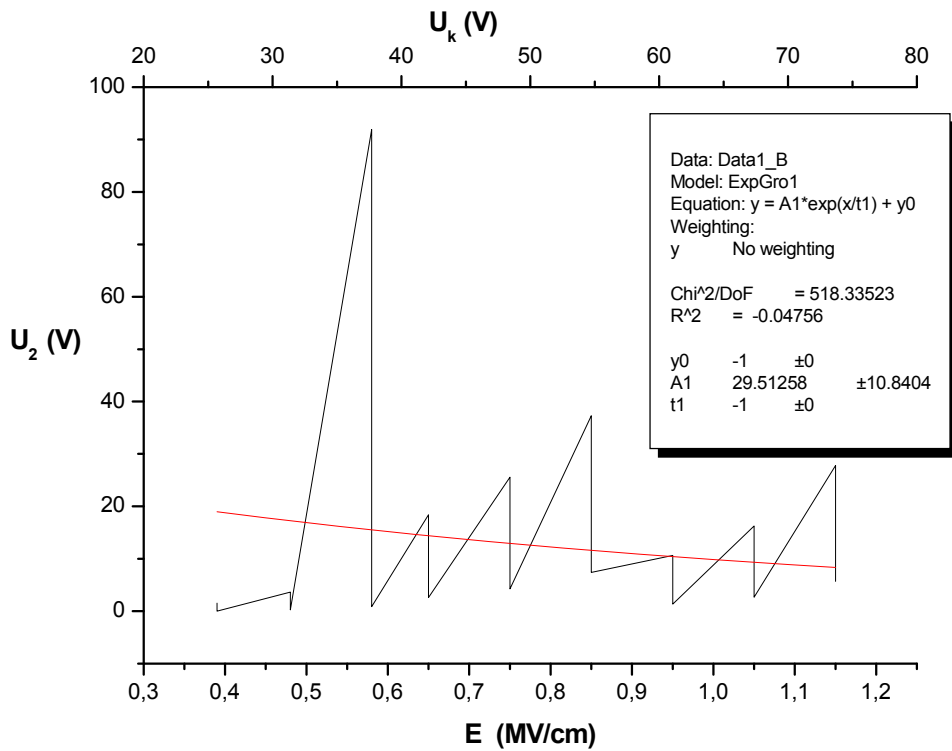 U_k (V)
20 30 40 50 60 70 80
100
80
60
40
20
0
U_2 (V)
Data: Data1_B
Model: ExpGro1
Equation: y = A1*exp(x/t1) + y0
Weighting:
y No weighting
Chi^2/DoF = 518.33523
R^2 = -0.04756
y0 -1 ±0
A1 29.51258 ±10.8404
t1 -1 ±0
0,3 0,4 0,5 0,6 0,7 0,8 0,9 1,0 1,1 1,2
E (MV/cm)